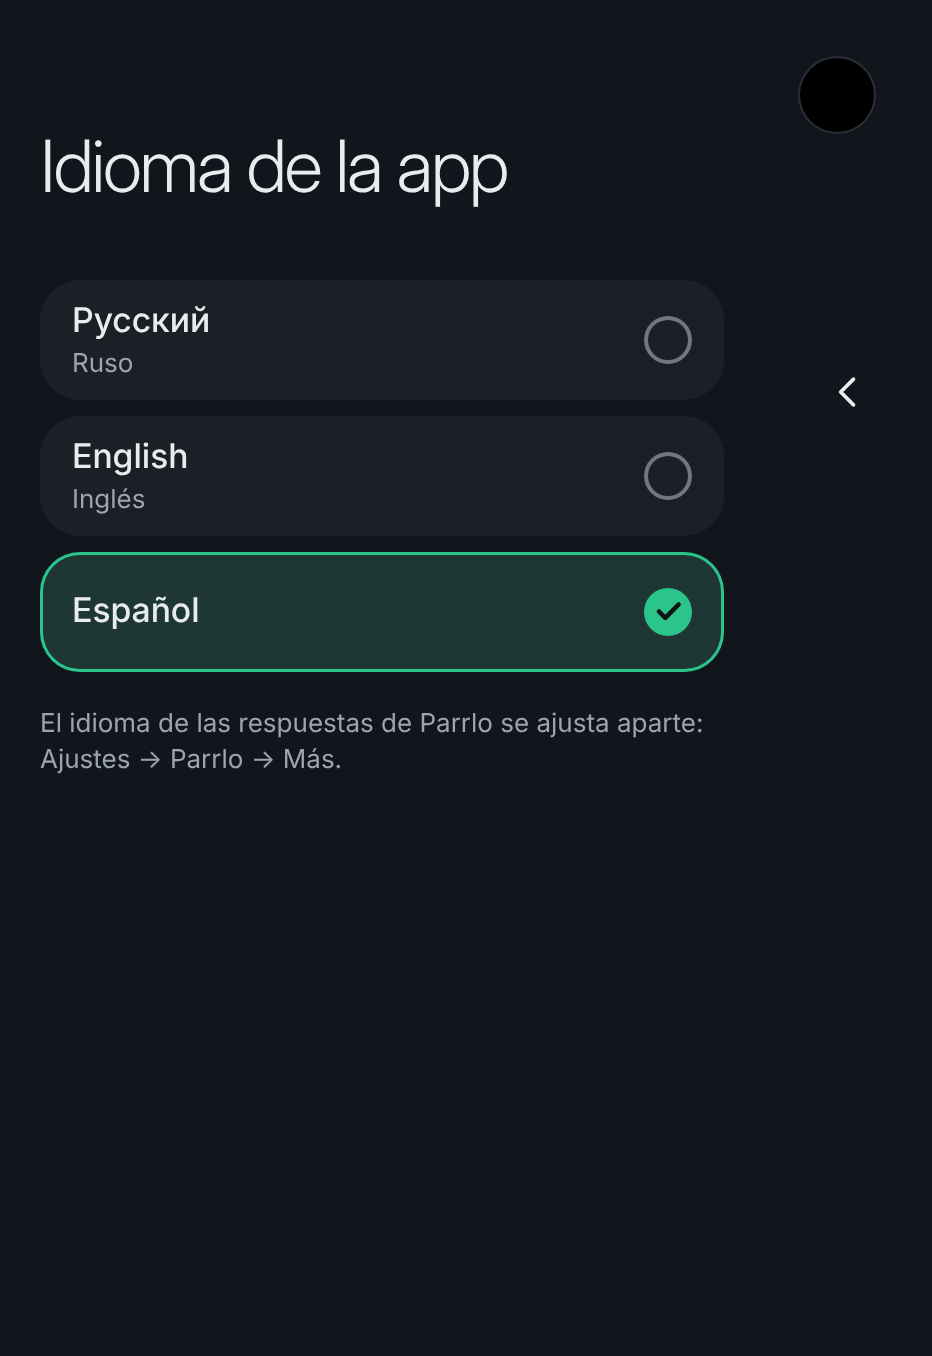 Idioma de la app
Русский
Ruso
English
Inglés
Español
El idioma de las respuestas de Parrlo se ajusta aparte:
Ajustes → Parrlo → Más.